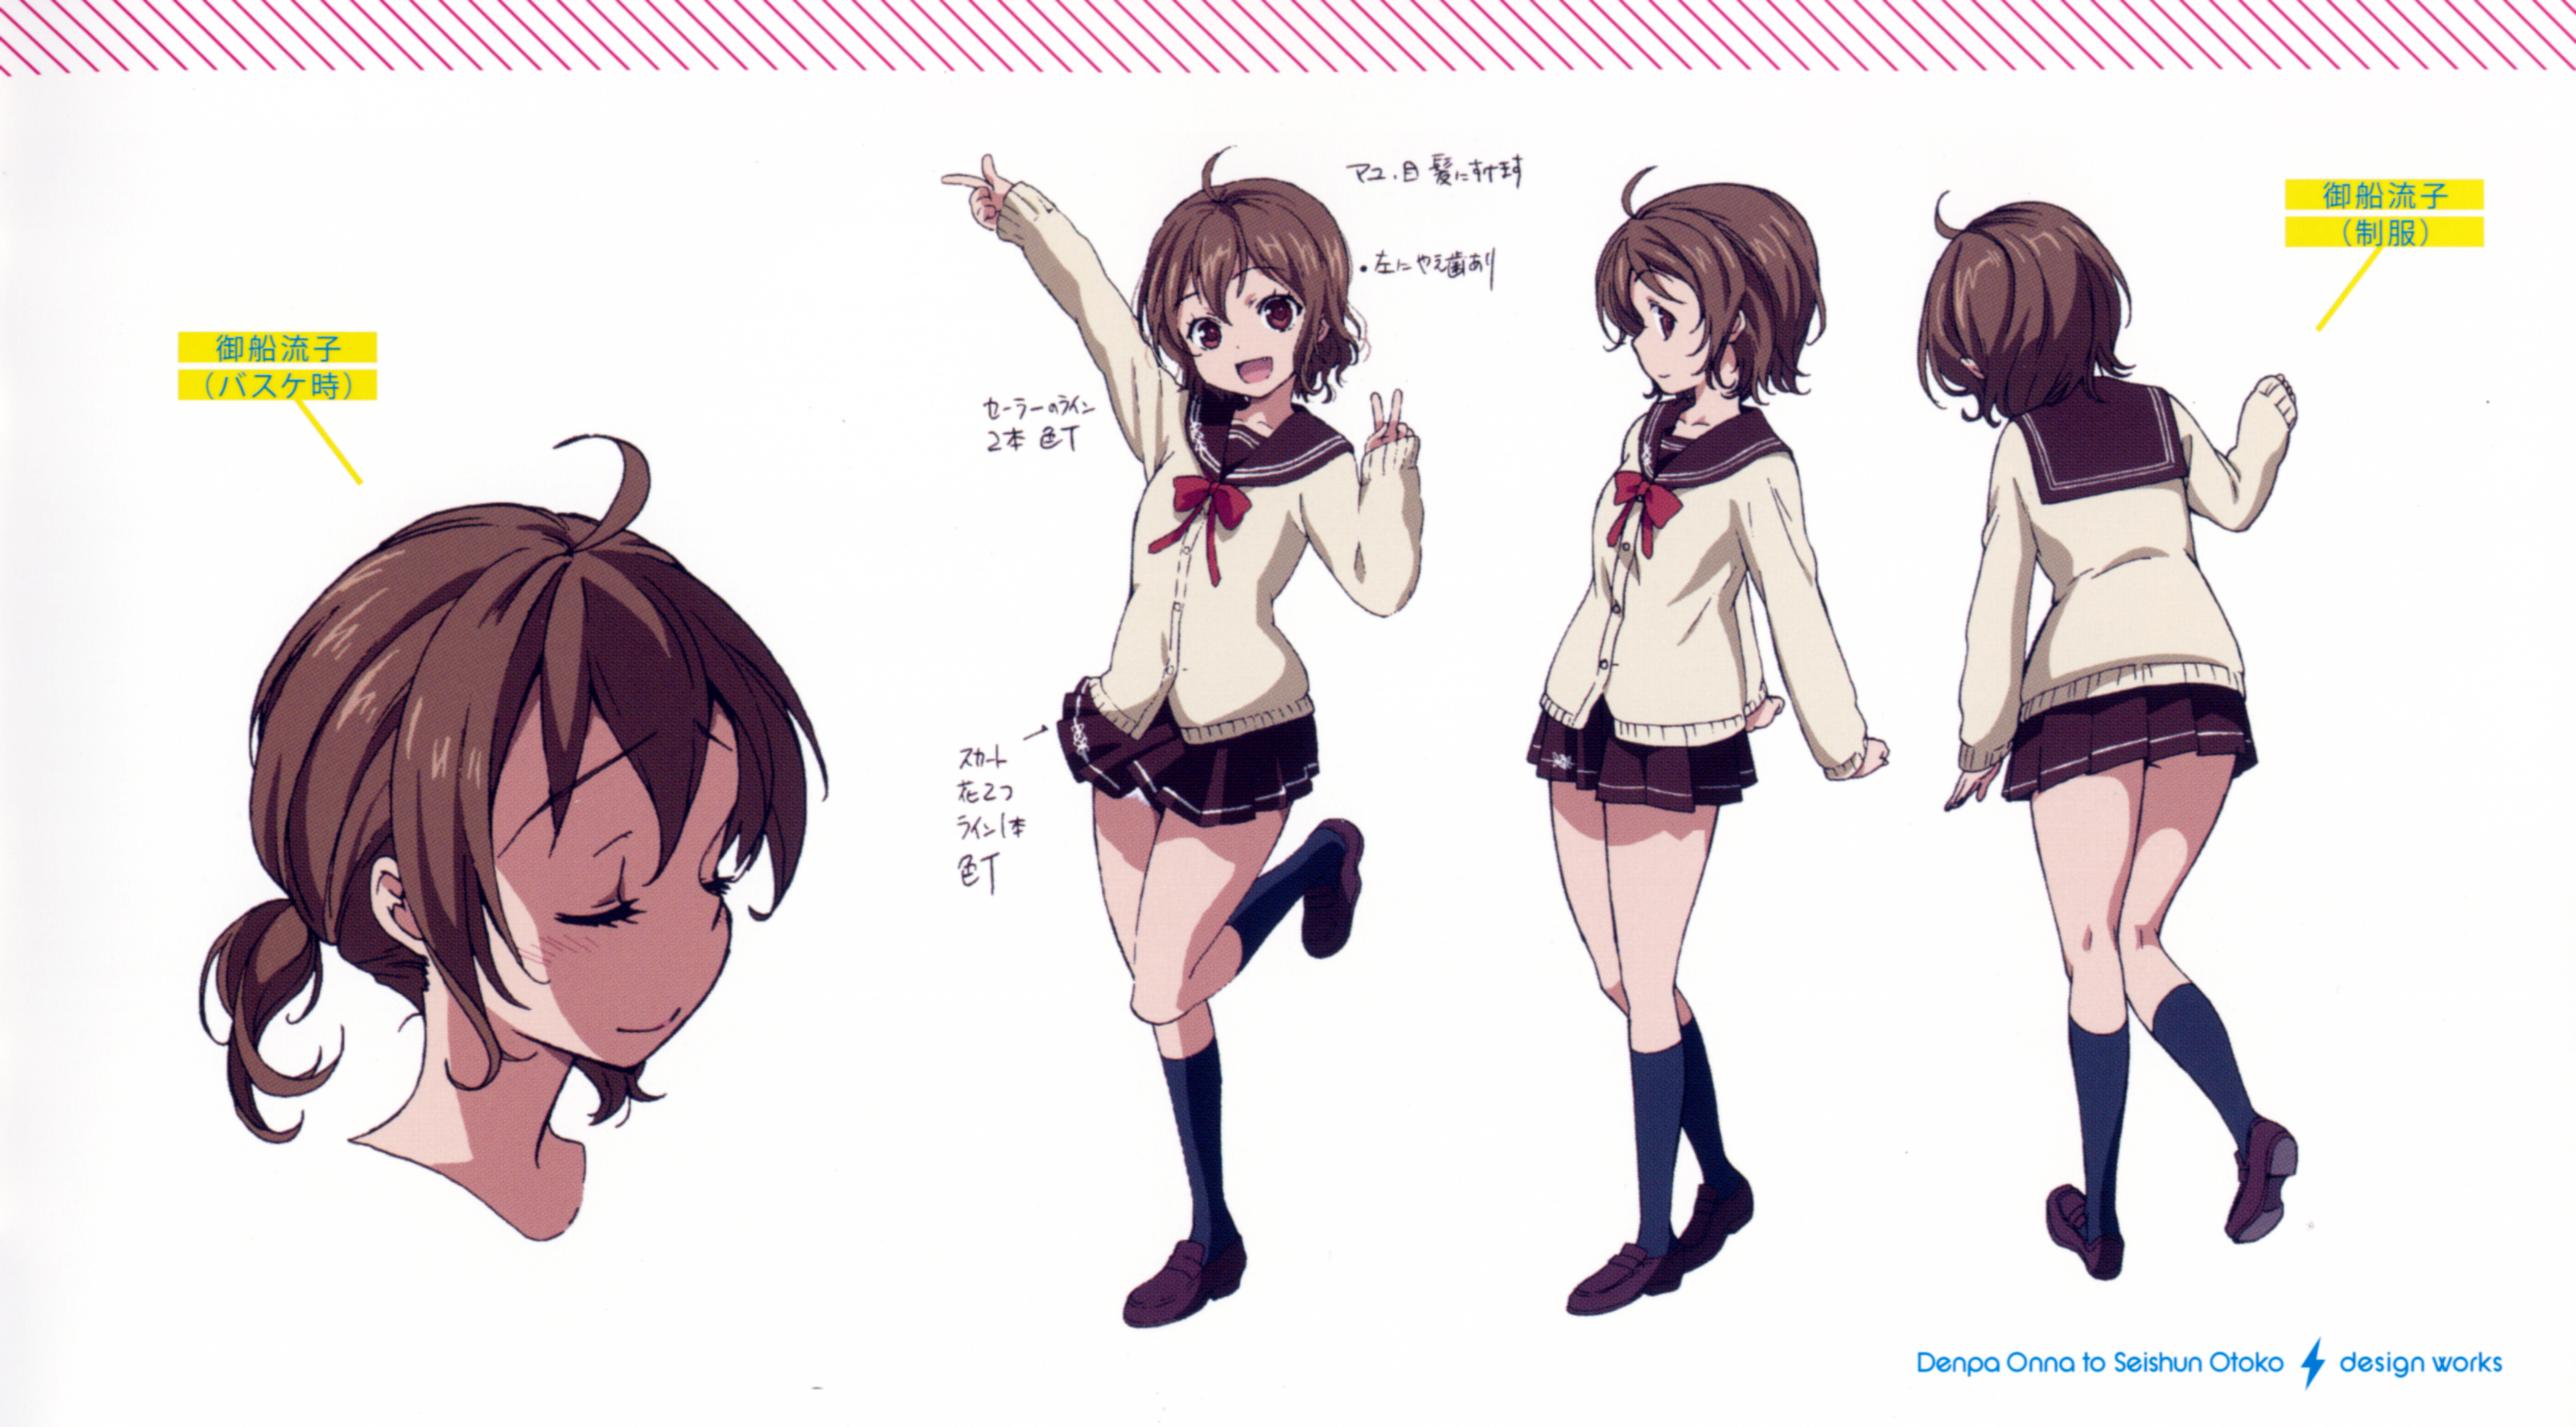 御船流子
（バスケ時）
マユ、目 髪にすけます
・左にやえ歯あり
セーラーのライン
2本 色T
スカート
花2つ
ライン1本
色T
御船流子
（制服）
Denpa Onna to Seishun Otoko design works